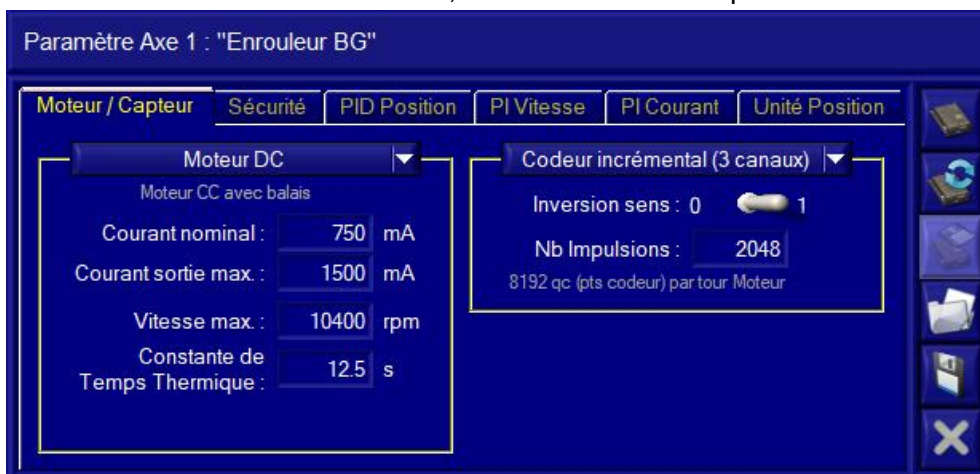 Paramètre Axe 1 : "Enrouleur BG"
Moteur / Capteur Sécurité PID Position PI Vitesse PI Courant Unité Position
Moteur DC
Moteur CC avec balais
Courant nominal : 750 mA
Courant sortie max. : 1500 mA
Vitesse max. : 10400 rpm
Constante de
Temps Thermique : 12.5 s
Codeur incrémental (3 canaux)
Inversion sens : 0 1
Nb Impulsions : 2048
8192 qc (pts codeur) par tour Moteur